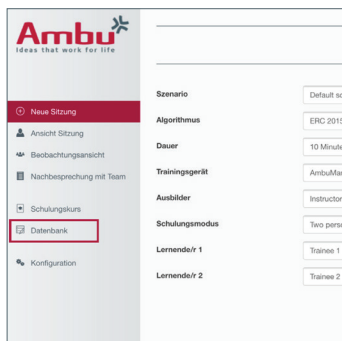 Ambu
Ideas that work for life
Neue Sitzung
Ansicht Sitzung
Beobachtungsansicht
Nachbesprechung mit Team
Schulungskurs
Datenbank
Konfiguration
Szenario Default sc
Algorithmus ERC 2015
Dauer 10 Minute
Trainingsgerät AmbuMan
Ausbilder Instructor
Schulungsmodus Two perso
Lernende/r 1 Trainee 1
Lernende/r 2 Trainee 2